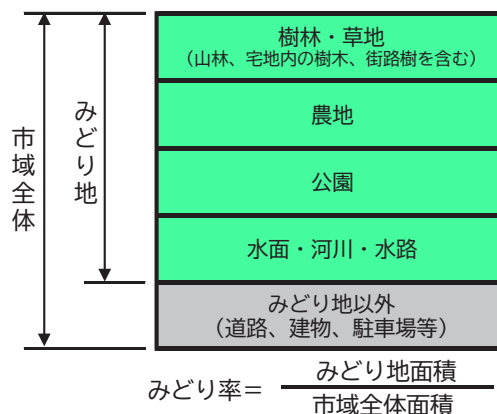 市域全体
みどり地
樹林・草地
(山林、宅地内の樹木、街路樹を含む)
農地
公園
水面・河川・水路
みどり地以外
(道路、建物、駐車場等)
みどり率=
みどり地面積
市域全体面積